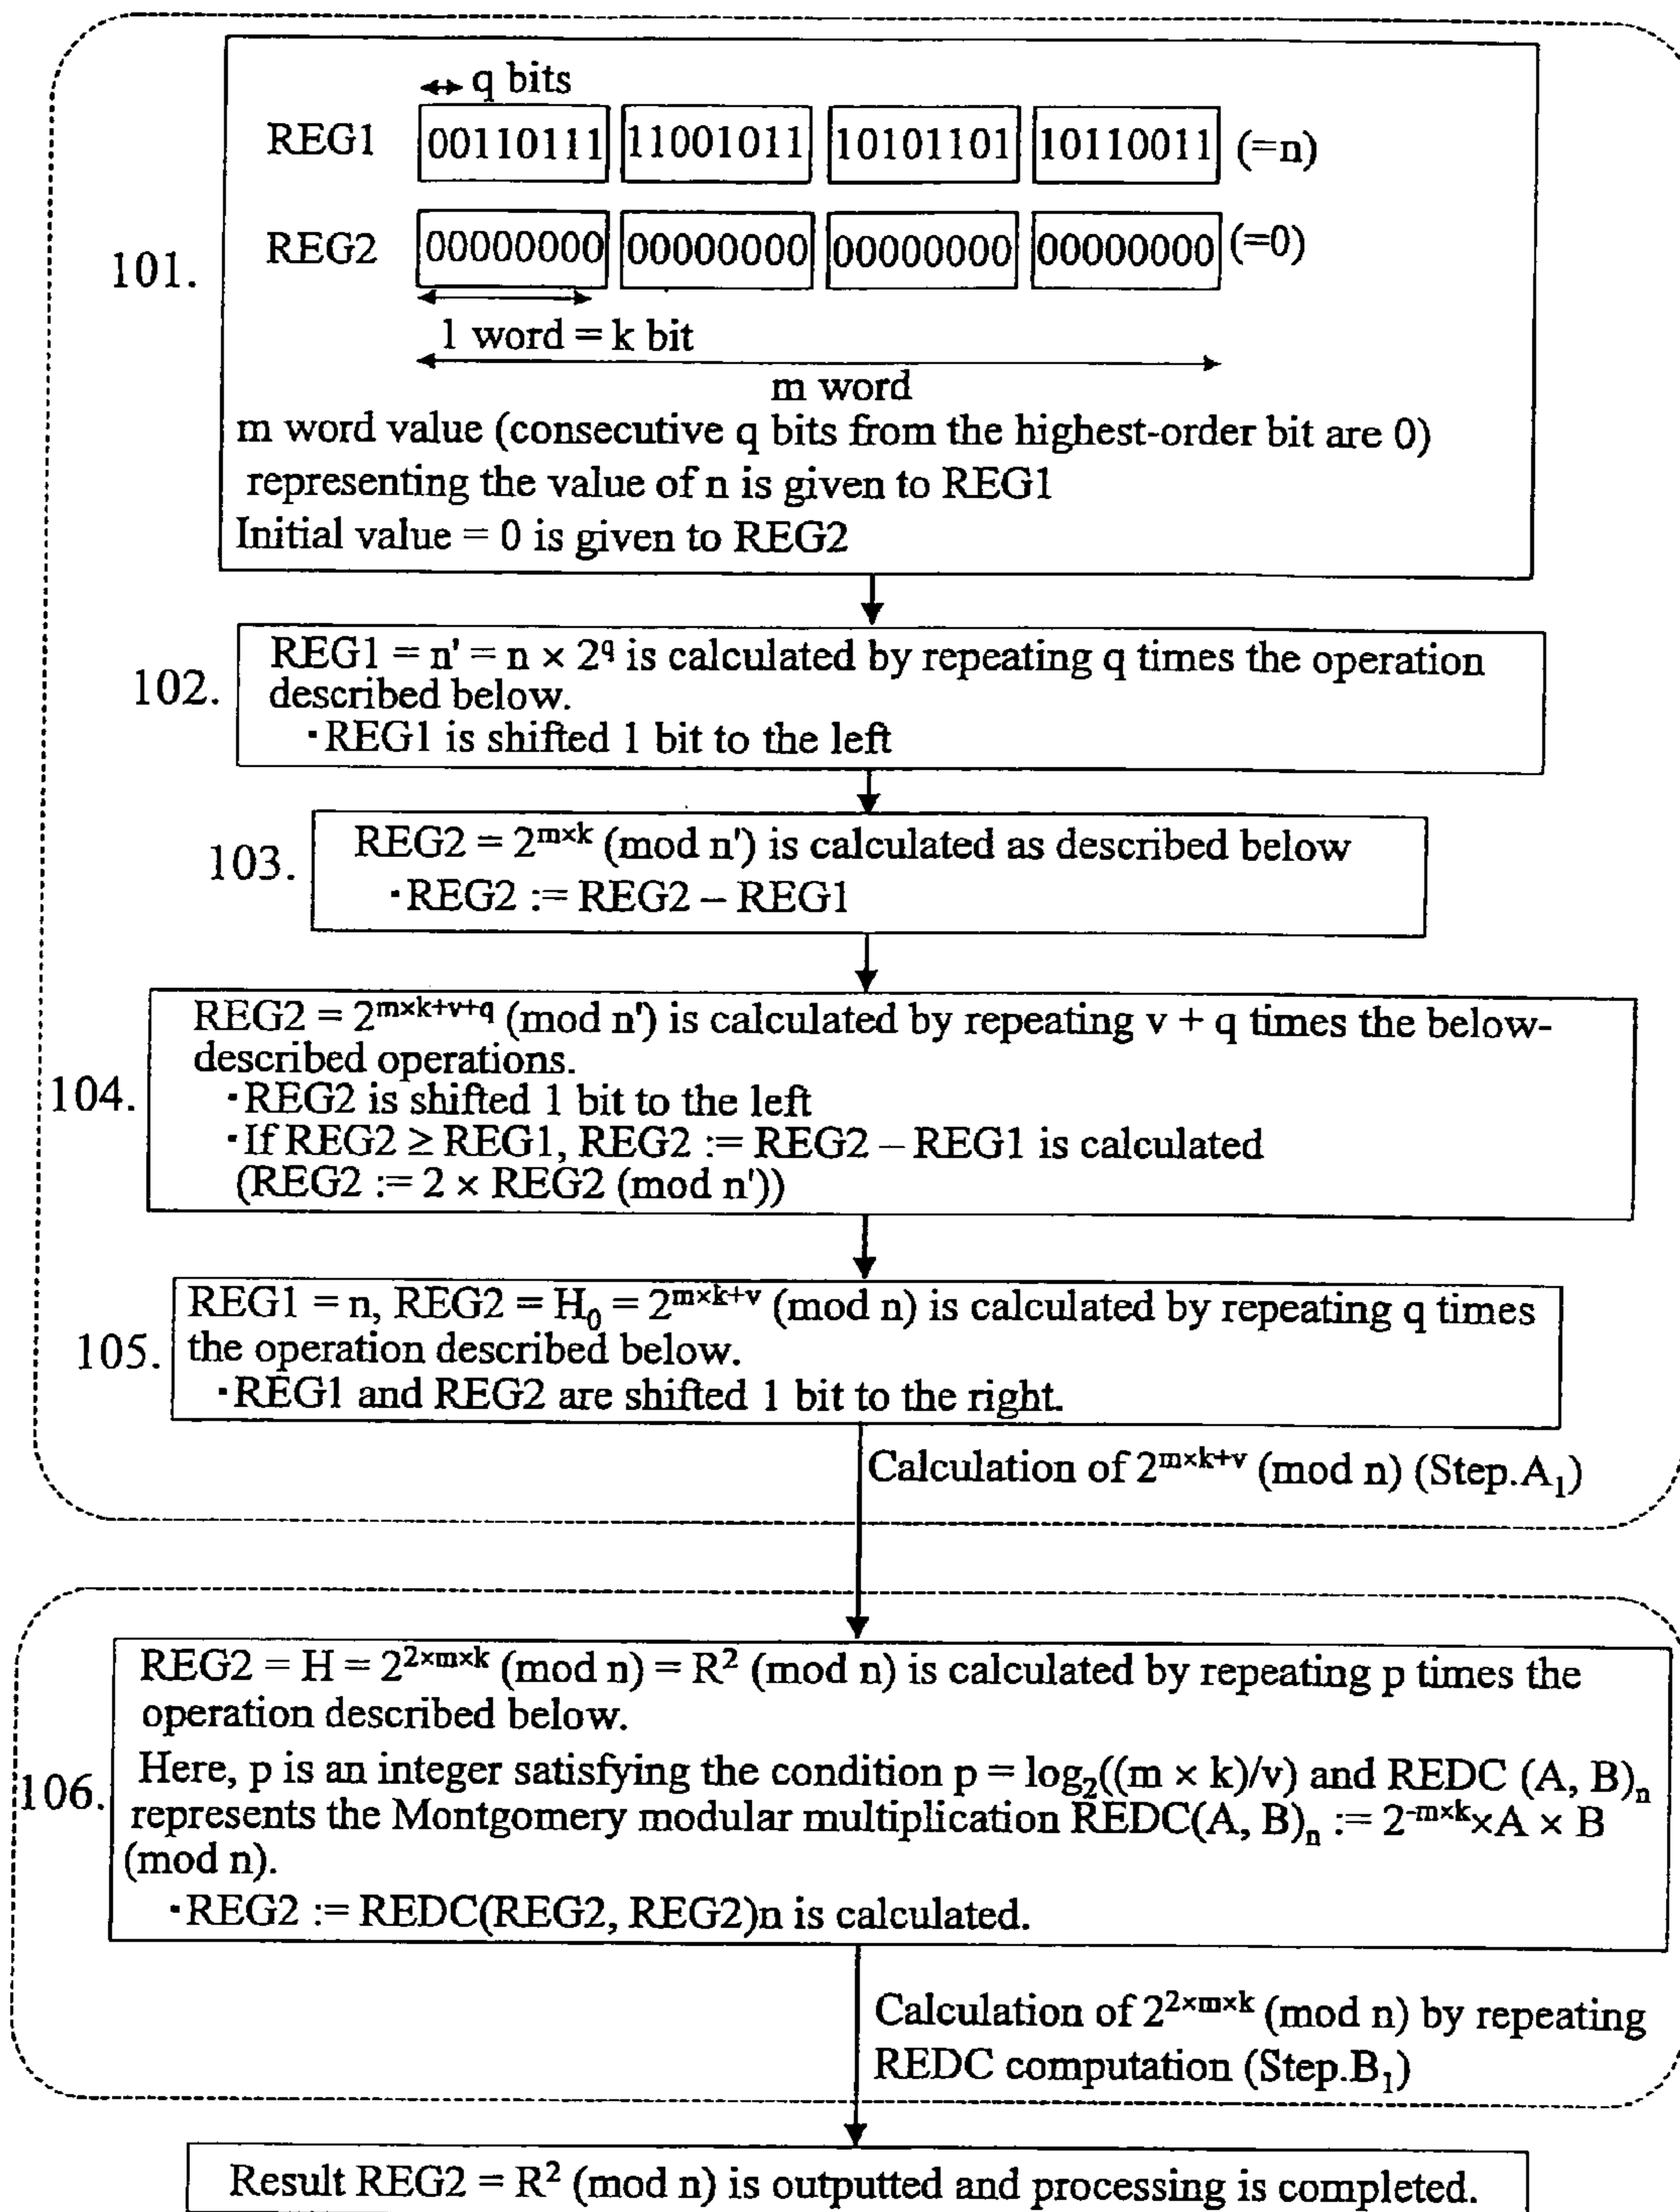 q bits
REG1 00110111 11001011 10101101 10110011 (=n)
REG2 00000000 00000000 00000000 00000000 (=0)
101.
1 word = k bit
m word
m word value (consecutive q bits from the highest-order bit are 0)
representing the value of n is given to REG1
Initial value = 0 is given to REG2
102.
REG1 = n' = n × 2^q is calculated by repeating q times the operation
described below.
・REG1 is shifted 1 bit to the left
103.
REG2 = 2^{m×k} (mod n') is calculated as described below
・REG2 := REG2 – REG1
104.
REG2 = 2^{m×k+v+q} (mod n') is calculated by repeating v + q times the below-
described operations.
・REG2 is shifted 1 bit to the left
・If REG2 ≥ REG1, REG2 := REG2 – REG1 is calculated
(REG2 := 2 × REG2 (mod n'))
105.
REG1 = n, REG2 = H₀ = 2^{m×k+v} (mod n) is calculated by repeating q times
the operation described below.
・REG1 and REG2 are shifted 1 bit to the right.
Calculation of 2^{m×k+v} (mod n) (Step.A₁)
106.
REG2 = H = 2^{2×m×k} (mod n) = R² (mod n) is calculated by repeating p times the
operation described below.
Here, p is an integer satisfying the condition p = log₂((m × k)/v) and REDC (A, B)ₙ
represents the Montgomery modular multiplication REDC(A, B)ₙ := 2^{-m×k}×A × B
(mod n).
・REG2 := REDC(REG2, REG2)n is calculated.
Calculation of 2^{2×m×k} (mod n) by repeating
REDC computation (Step.B₁)
Result REG2 = R² (mod n) is outputted and processing is completed.